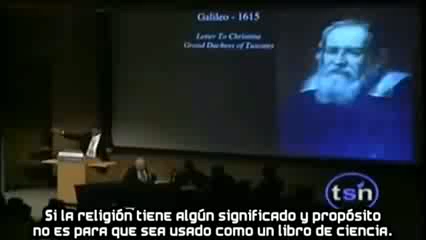 Galileo - 1615
Letter To Christina
Grand Duchess of Tuscany
tsn
Si la religión tiene algún significado y propósito
no es para que sea usado como un libro de ciencia.